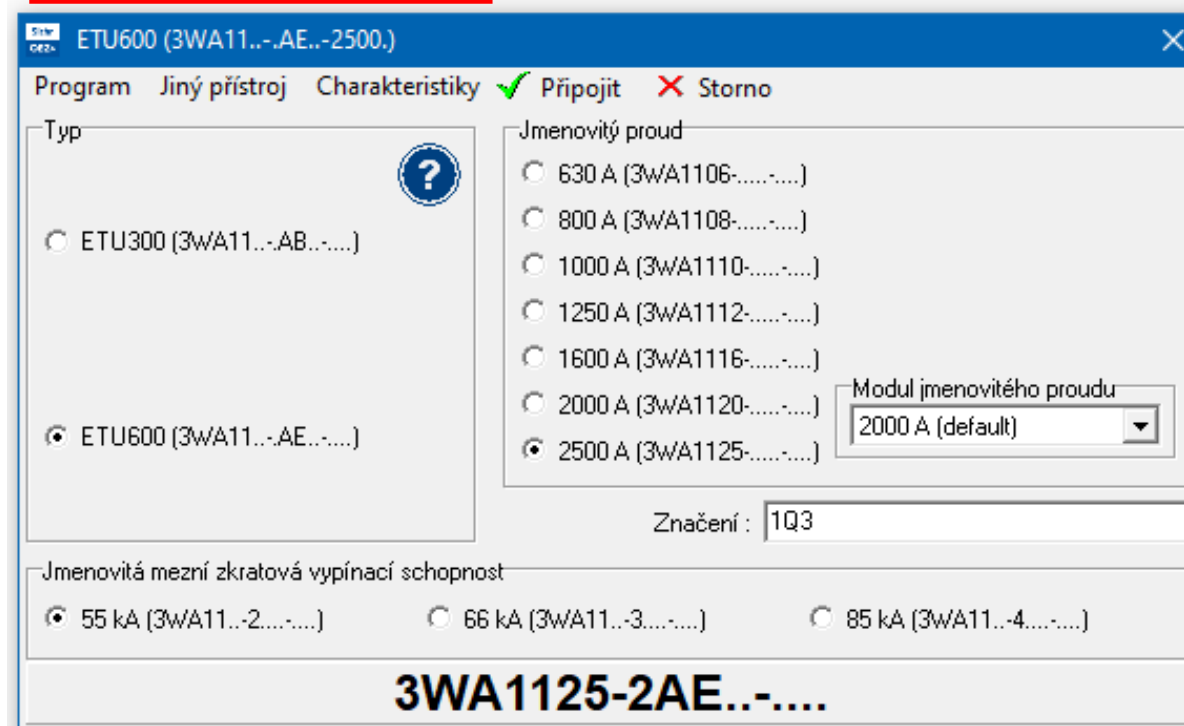 ETU600 (3WA11..-.AE..-2500.)
Program Jiný přístroj Charakteristiky Připojit Storno
Typ
?
ETU300 (3WA11..-.AB..-....)
ETU600 (3WA11..-.AE..-....)
Jmenovitý proud
630 A (3WA1106-.....-....)
800 A (3WA1108-.....-....)
1000 A (3WA1110-.....-....)
1250 A (3WA1112-.....-....)
1600 A (3WA1116-.....-....)
2000 A (3WA1120-.....-....)
2500 A (3WA1125-.....-....)
Modul jmenovitého proudu
2000 A (default)
Značení : 1Q3
Jmenovitá mezní zkratová vypínací schopnost
55 kA (3WA11..-2....-....) 66 kA (3WA11..-3....-....) 85 kA (3WA11..-4....-....)
3WA1125-2AE..-....